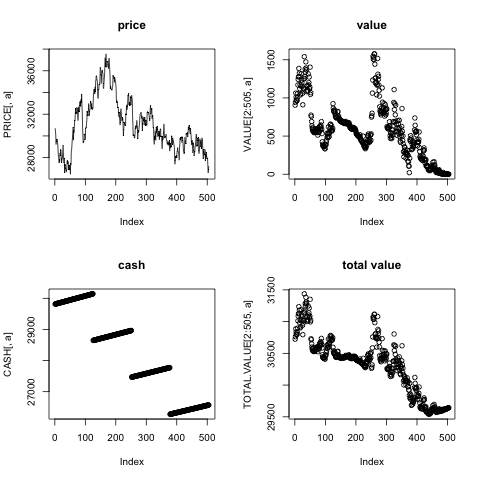 price
PRICE[, a]
28000 32000 36000
0 100 200 300 400 500
Index
value
VALUE[2:505, a]
0 500 1000 1500
0 100 200 300 400 500
Index
cash
CASH[, a]
27000 29000
0 100 200 300 400 500
Index
total value
TOTAL.VALUE[2:505, a]
29500 30500 31500
0 100 200 300 400 500
Index